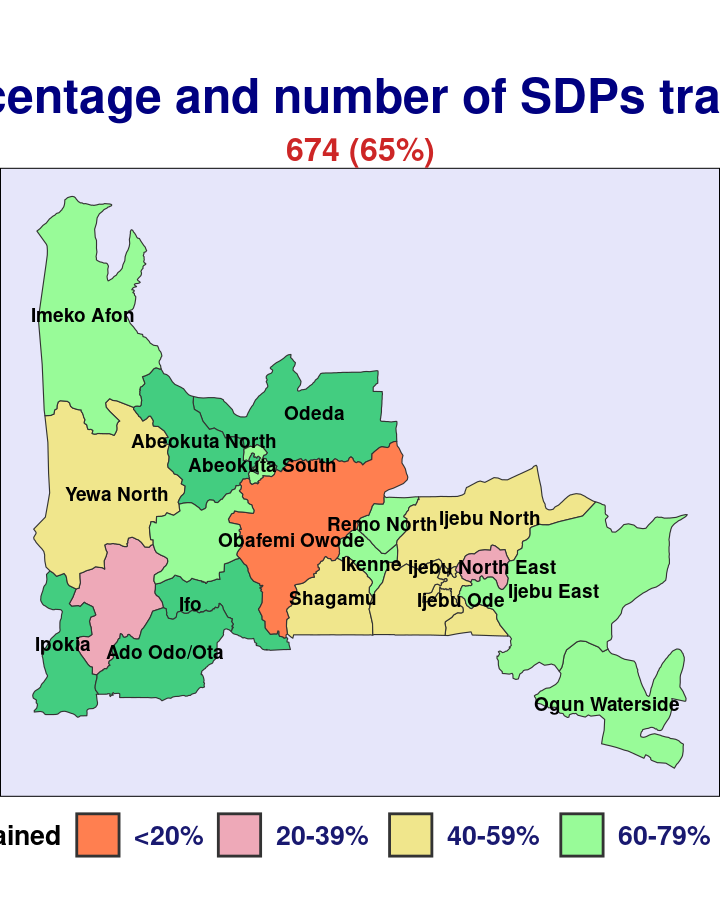 centage and number of SDPs tra
674 (65%)
Imeko Afon
Odeda
Abeokuta North
Abeokuta South
Yewa North
Ijebu North
Remo North
Obafemi Owode
Ikenne
Ijebu North East
Ijebu East
Shagamu
Ijebu Ode
Ifo
Ipokia
Ado Odo/Ota
Ogun Waterside
ained <20% 20-39% 40-59% 60-79%